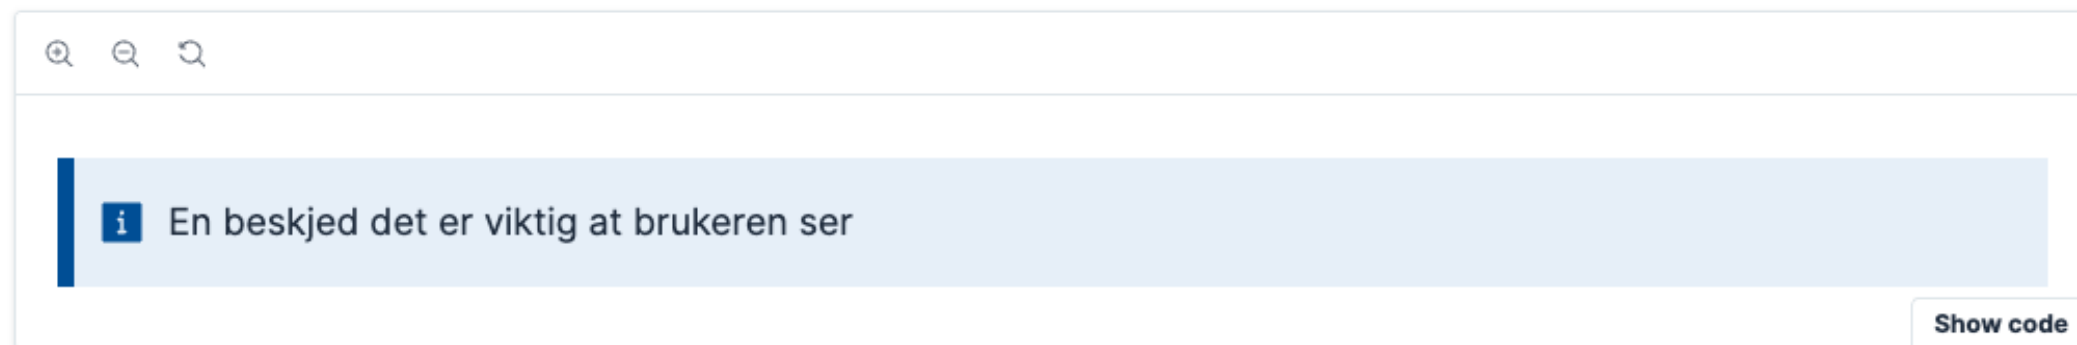 i En beskjed det er viktig at brukeren ser
Show code